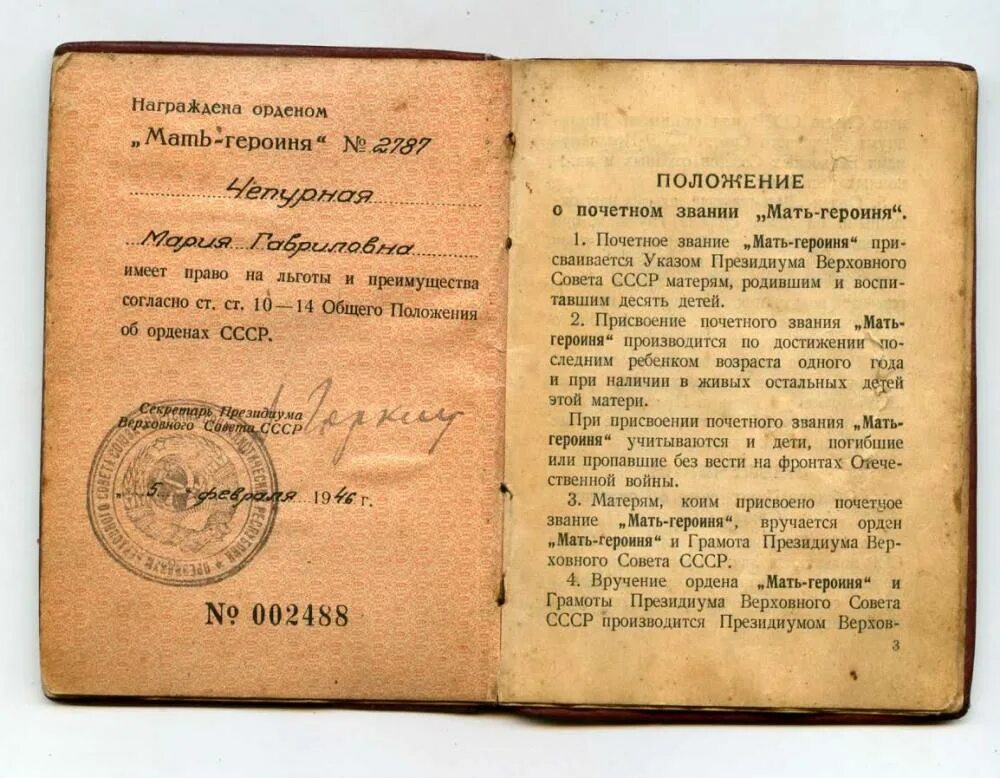 Награждена орденом
„Мать-героиня“ № 2787
Чепурная
Мария Гавриловна
имеет право на льготы и преимущества
согласно ст. ст. 10—14 Общего Положения
об орденах СССР.
Секретарь Президиума
Верховного Совета СССР
Горкин
„5“ февраля 1946 г.
№ 002488
ПОЛОЖЕНИЕ
о почетном звании „Мать-героиня“.
1. Почетное звание „Мать-героиня“ при-
сваивается Указом Президиума Верховного
Совета СССР матерям, родившим и воспи-
тавшим десять детей.
2. Присвоение почетного звания „Мать-
героиня“ производится по достижении по-
следним ребенком возраста одного года
и при наличии в живых остальных детей
этой матери.
При присвоении почетного звания „Мать-
героиня“ учитываются и дети, погибшие
или пропавшие без вести на фронтах Отече-
ственной войны.
3. Матерям, коим присвоено почетное
звание „Мать-героиня“, вручается орден
„Мать-героиня“ и Грамота Президиума Вер-
ховного Совета СССР.
4. Вручение ордена „Мать-героиня“ и
Грамоты Президиума Верховного Совета
СССР производится Президиумом Верхов-
3